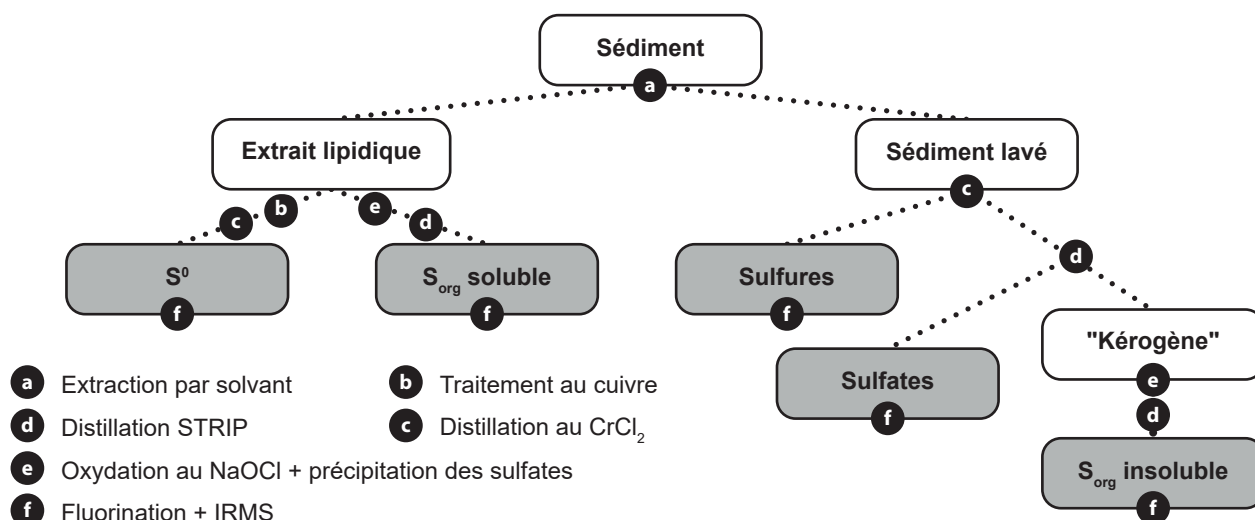 Sédiment
a
Extrait lipidique
Sédiment lavé
c
b
e
c
d
S⁰
S_org soluble
Sulfures
d
f
f
f
"Kérogène"
Sulfates
e
f
d
S_org insoluble
f
a Extraction par solvant
b Traitement au cuivre
d Distillation STRIP
c Distillation au CrCl₂
e Oxydation au NaOCl + précipitation des sulfates
f Fluorination + IRMS